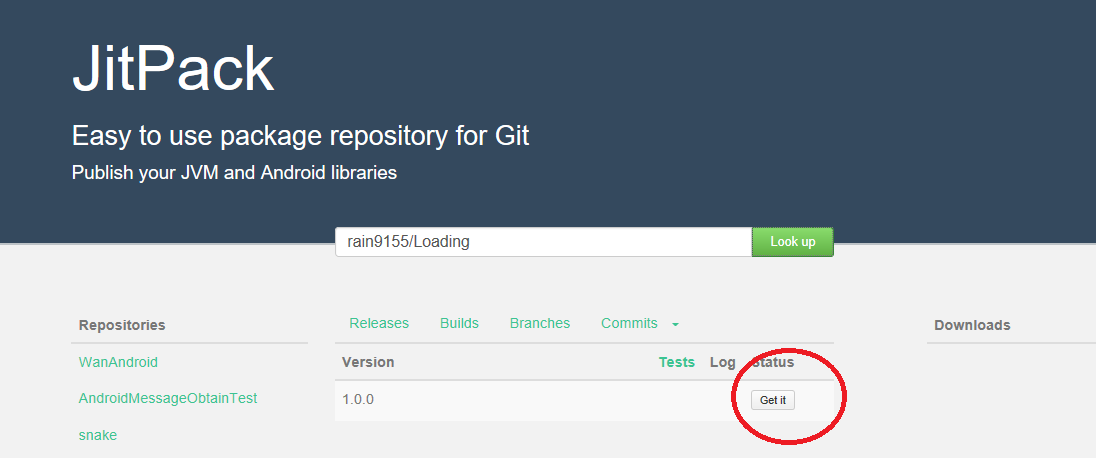 JitPack
Easy to use package repository for Git
Publish your JVM and Android libraries
rain9155/Loading Look up
Repositories
WanAndroid
AndroidMessageObtainTest
snake
Releases Builds Branches Commits
Version Tests Log Status
1.0.0 Get it
Downloads